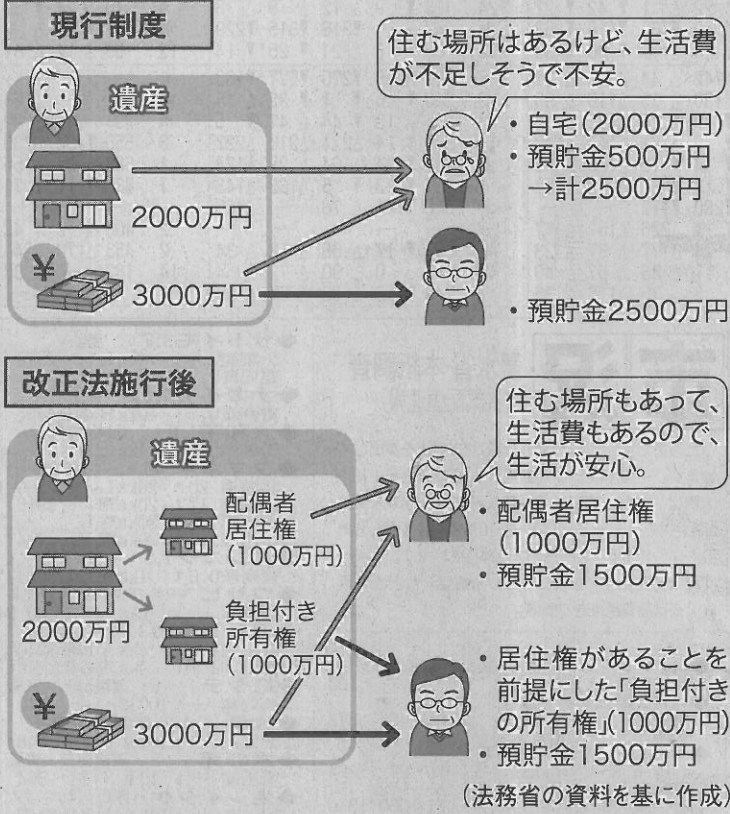 現行制度
遺産
2000万円
¥
3000万円
住む場所はあるけど、生活費
が不足しそうで不安。
・自宅(2000万円)
・預貯金500万円
→計2500万円
・預貯金2500万円
改正法施行後
遺産
2000万円
配偶者
居住権
(1000万円)
負担付き
所有権
(1000万円)
¥
3000万円
住む場所もあって、
生活費もあるので、
生活が安心。
・配偶者居住権
(1000万円)
・預貯金1500万円
・居住権があることを
前提にした「負担付き
の所有権」(1000万円)
・預貯金1500万円
(法務省の資料を基に作成)